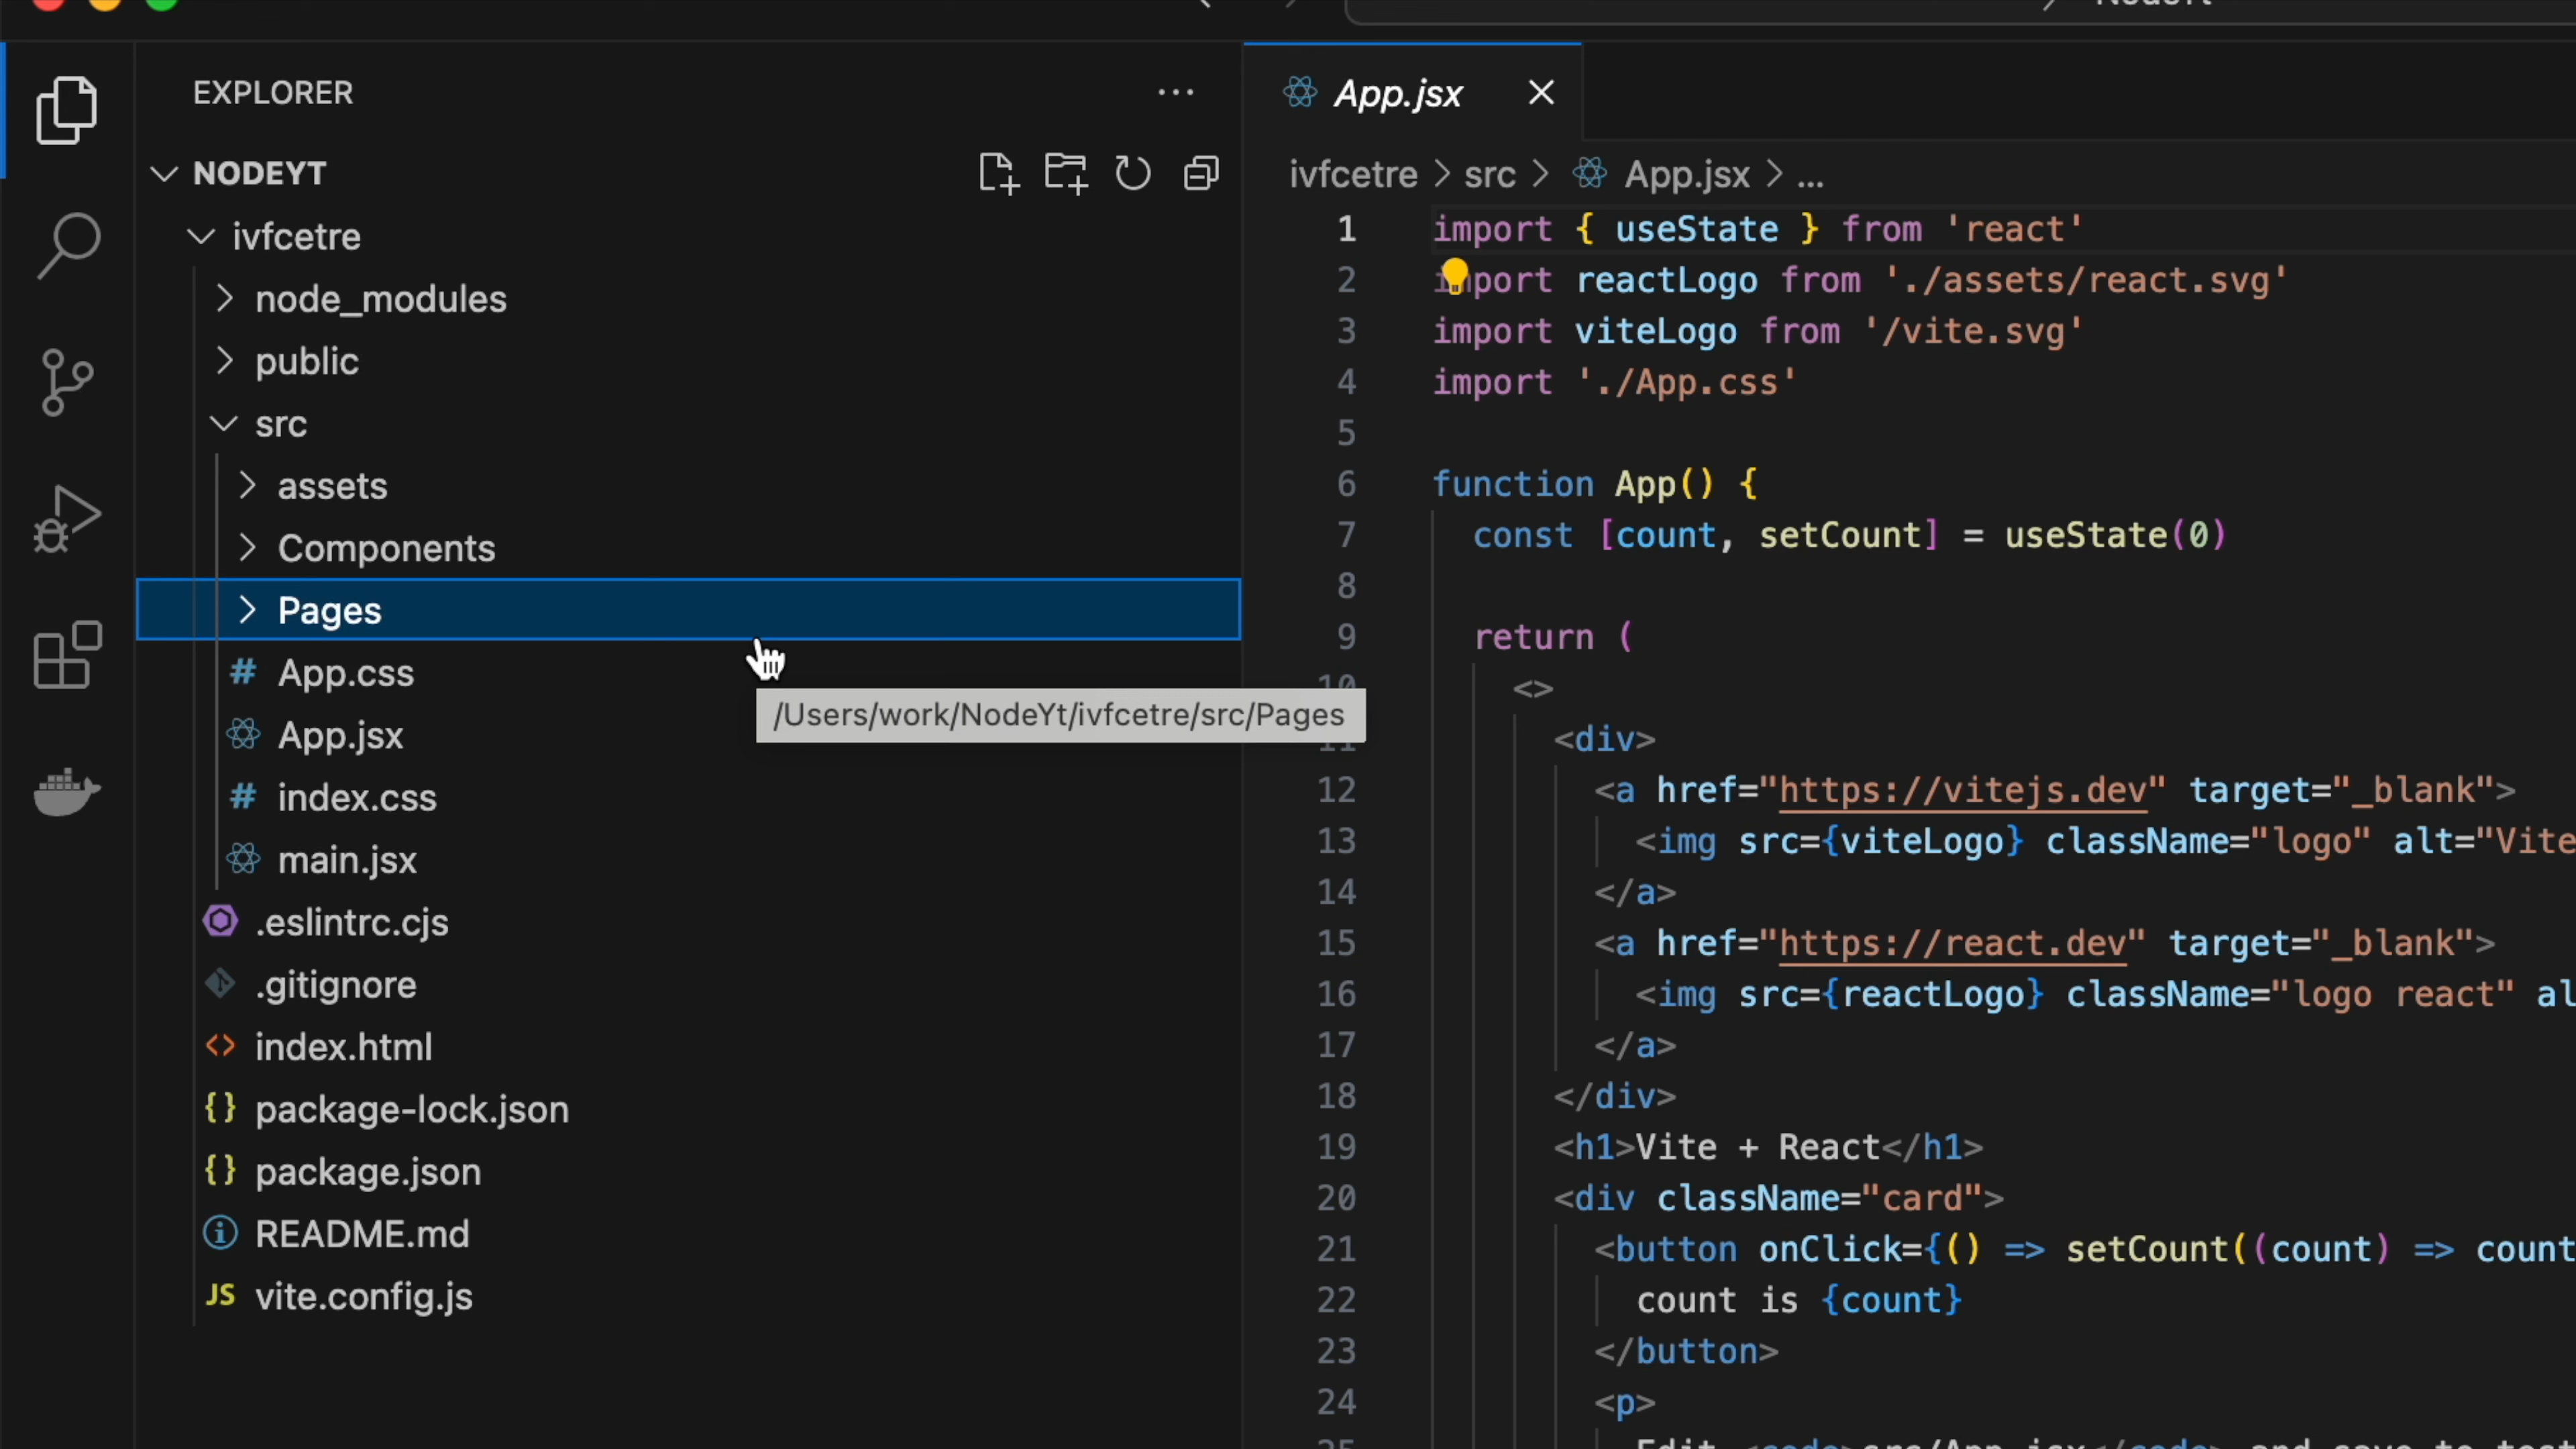 EXPLORER
NODEYT
ivfcetre
node_modules
public
src
assets
Components
Pages
# App.css
App.jsx
# index.css
main.jsx
.eslintrc.cjs
.gitignore
<> index.html
{} package-lock.json
{} package.json
README.md
JS vite.config.js
/Users/work/NodeYt/ivfcetre/src/Pages
App.jsx
ivfcetre > src > App.jsx > ...
1 import { useState } from 'react'
2 import reactLogo from './assets/react.svg'
3 import viteLogo from '/vite.svg'
4 import './App.css'
5
6 function App() {
7 const [count, setCount] = useState(0)
8
9 return (
10 <>
11 <div>
12 <a href="https://vitejs.dev" target="_blank">
13 <img src={viteLogo} className="logo" alt="Vite
14 </a>
15 <a href="https://react.dev" target="_blank">
16 <img src={reactLogo} className="logo react" al
17 </a>
18 </div>
19 <h1>Vite + React</h1>
20 <div className="card">
21 <button onClick={() => setCount((count) => count
22 count is {count}
23 </button>
24 <p>